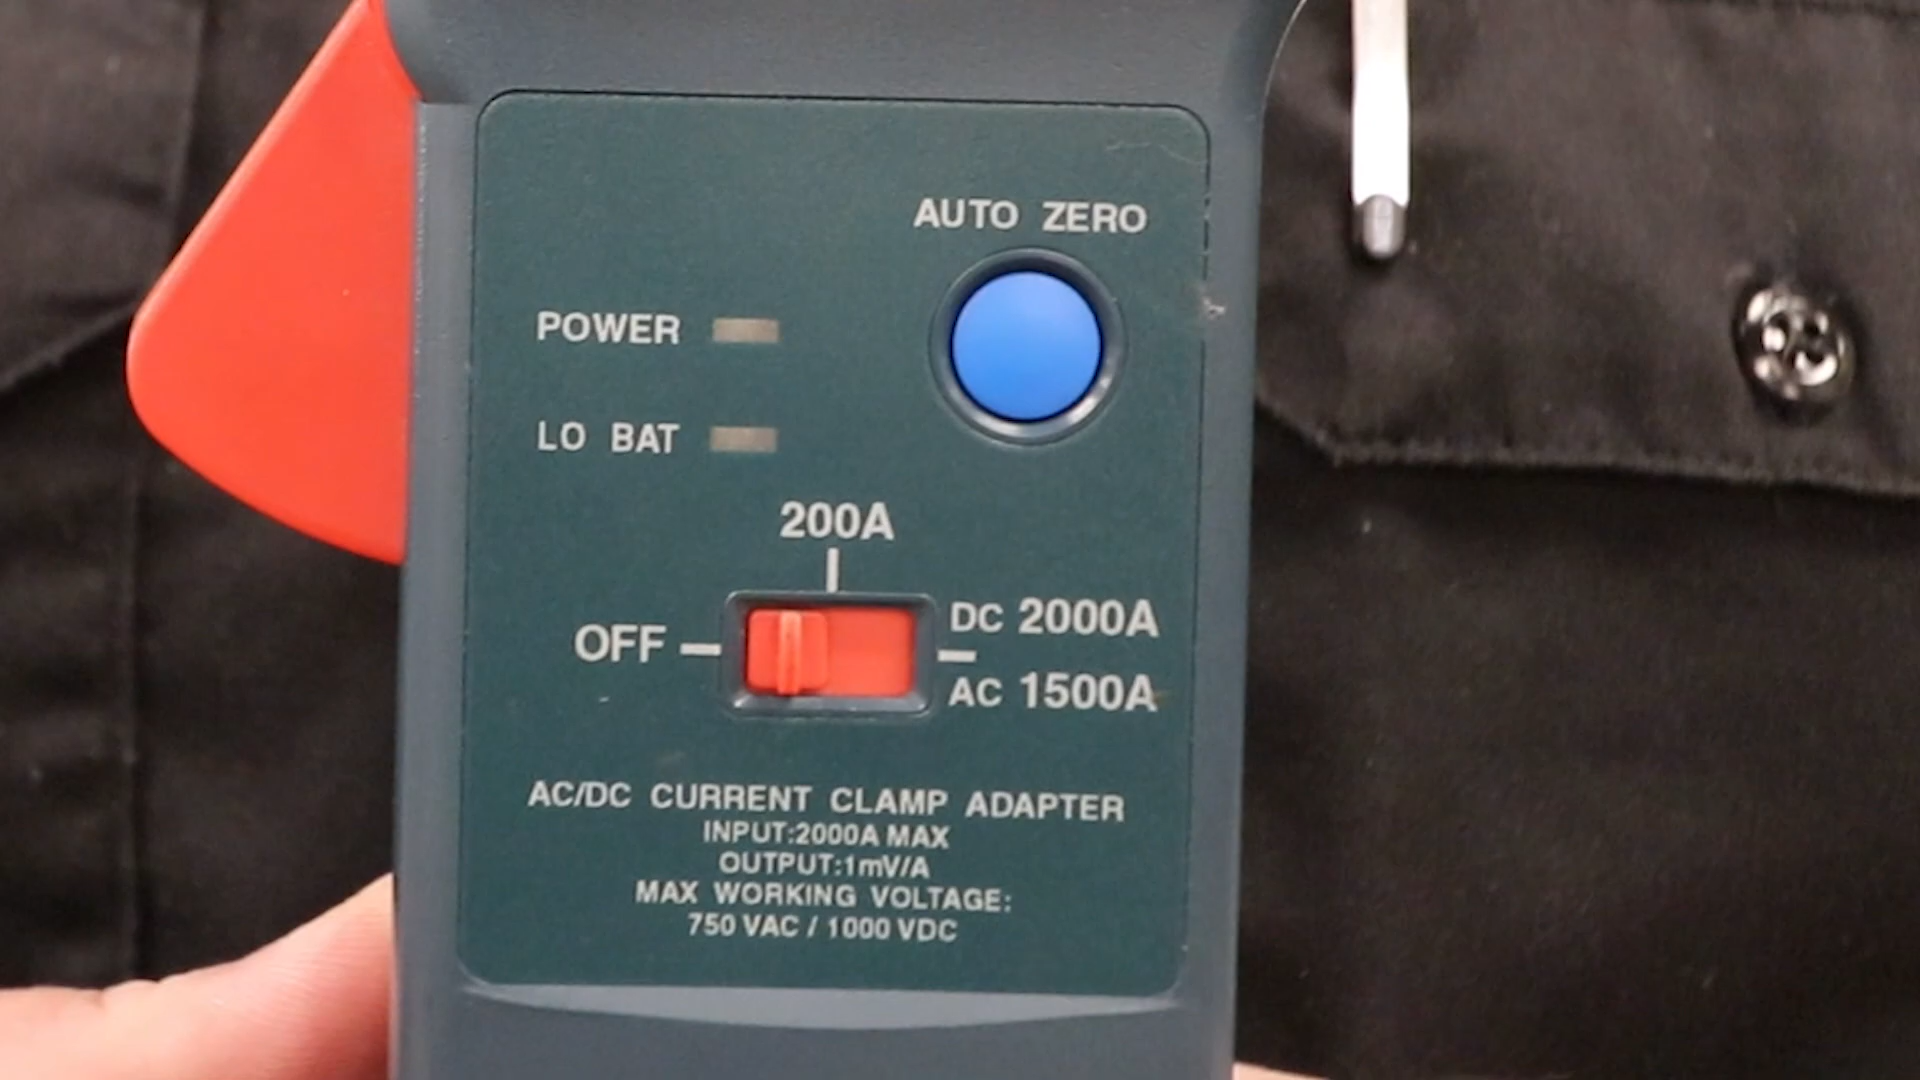 AUTO ZERO
POWER
LO BAT
200A
OFF
DC 2000A
AC 1500A
AC/DC CURRENT CLAMP ADAPTER
INPUT:2000A MAX
OUTPUT:1mV/A
MAX WORKING VOLTAGE:
750 VAC / 1000 VDC